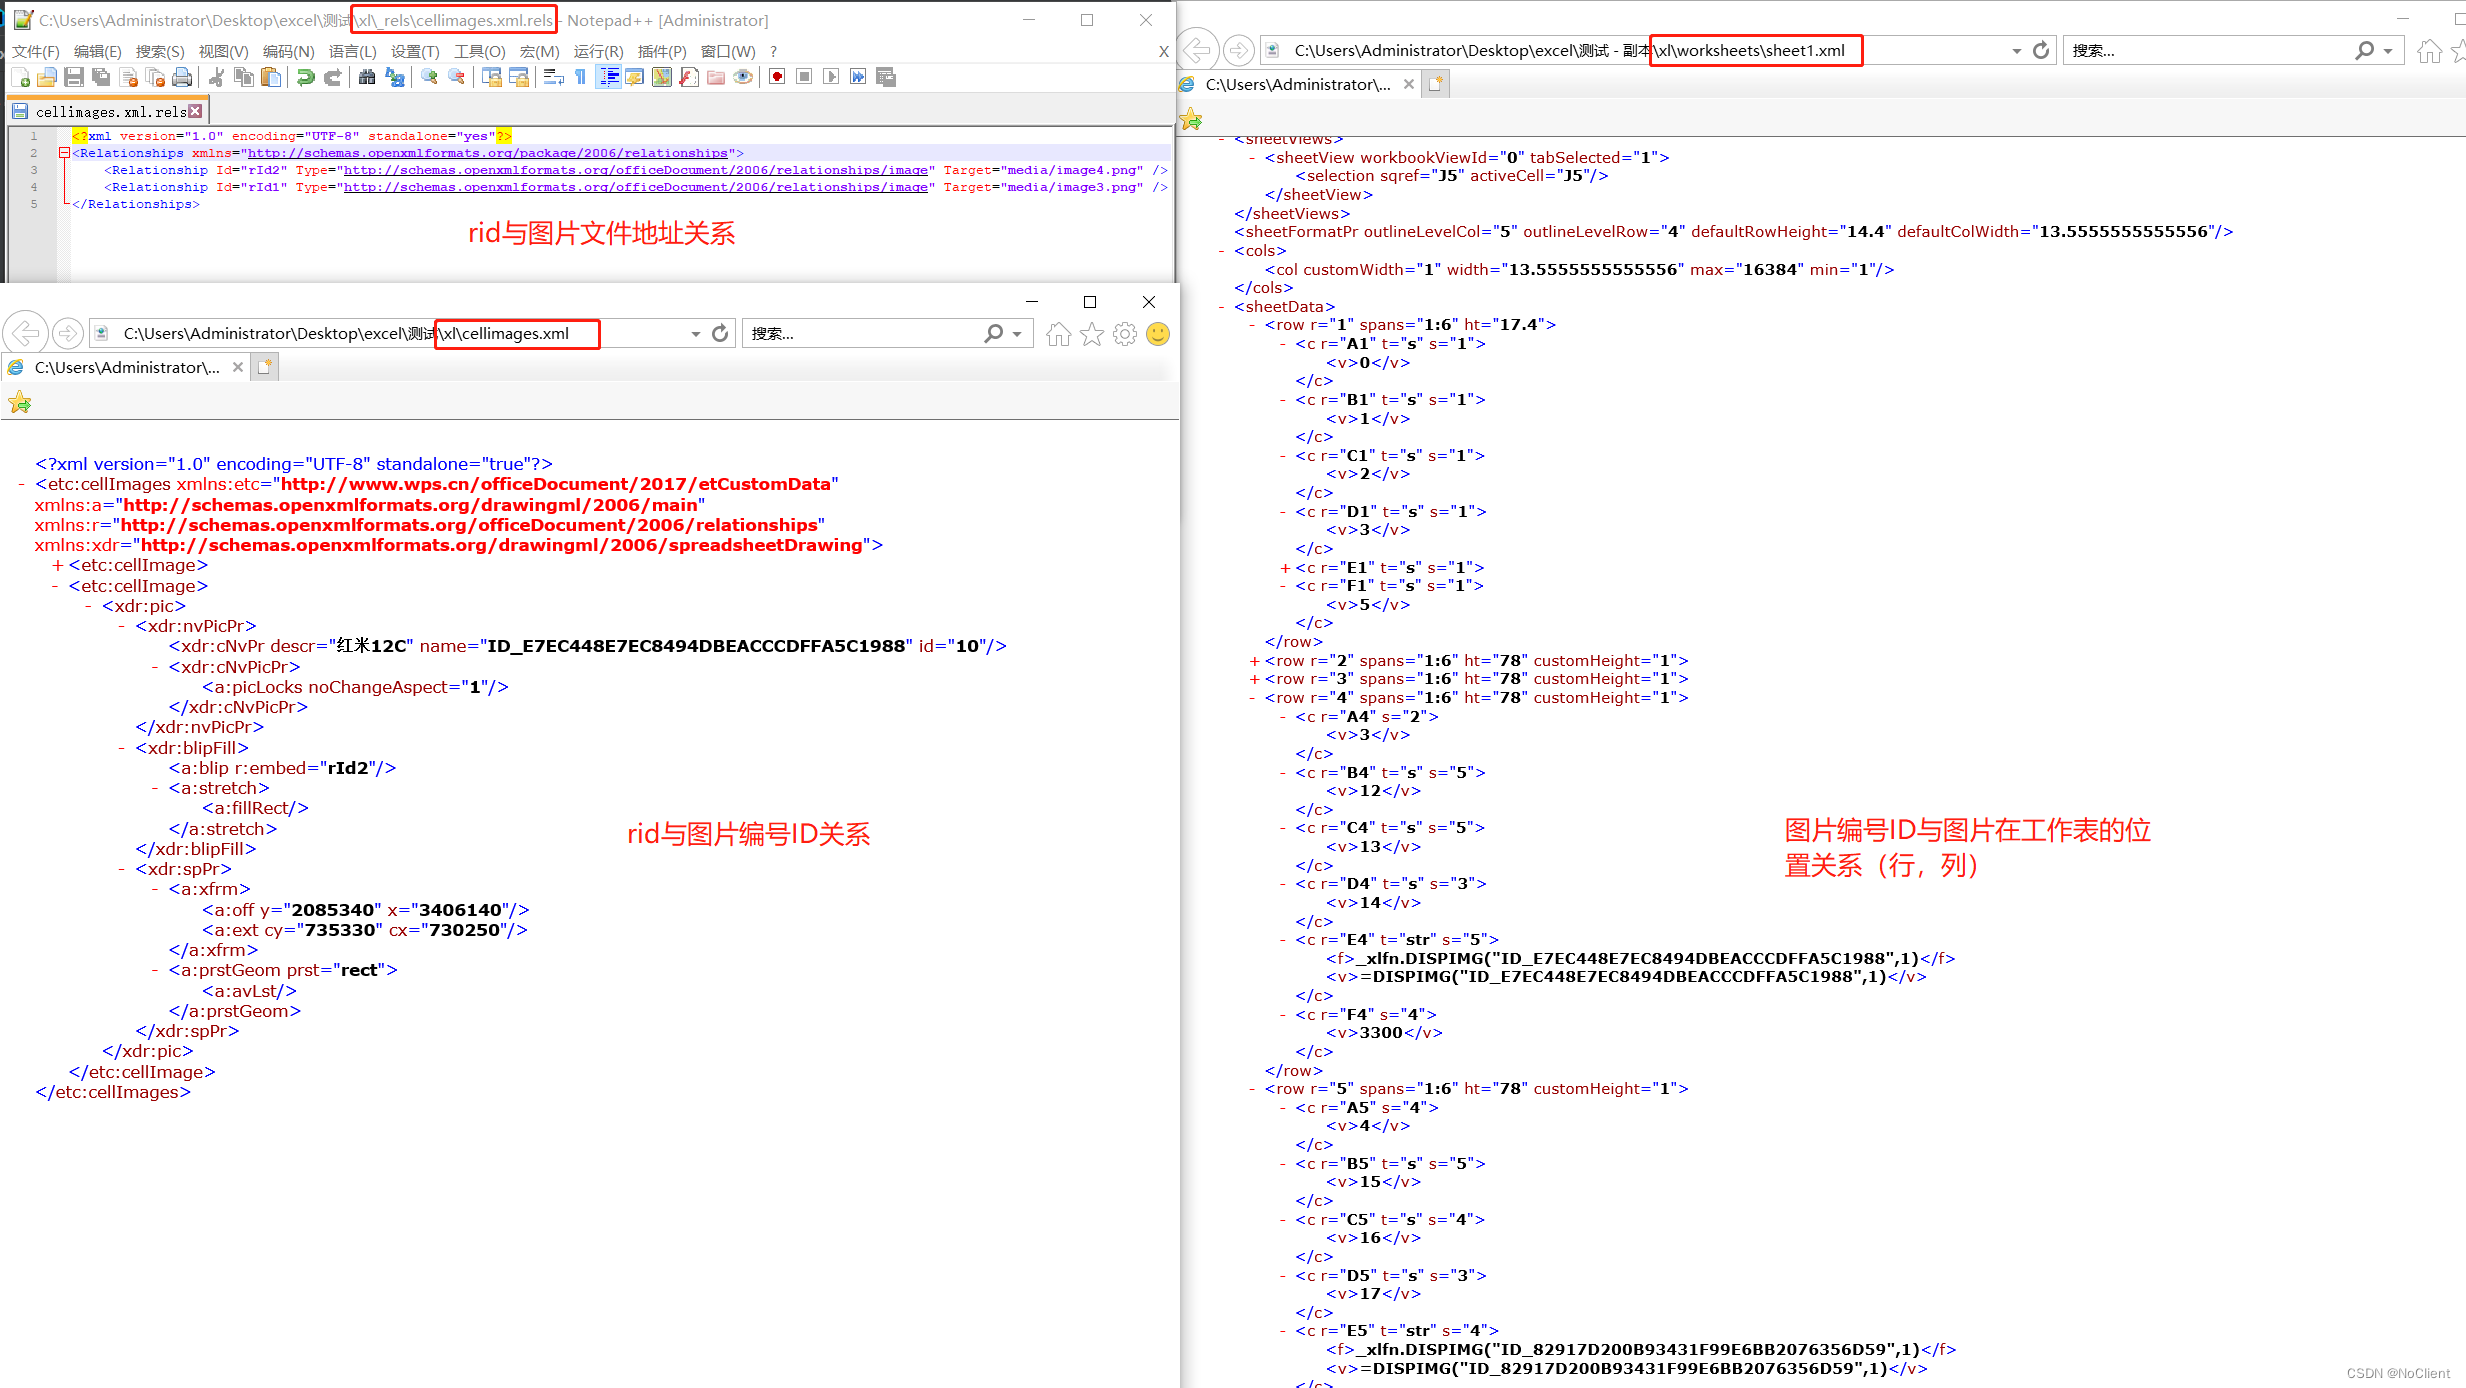 C:\Users\Administrator\Desktop\excel\测试\xl\_rels\cellimages.xml.rels - Notepad++ [Administrator]
文件(F) 编辑(E) 搜索(S) 视图(V) 编码(N) 语言(L) 设置(T) 工具(O) 宏(M) 运行(R) 插件(P) 窗口(W) ? X
cellimages.xml.rels
1 <?xml version="1.0" encoding="UTF-8" standalone="yes"?>
2 <Relationships xmlns="http://schemas.openxmlformats.org/package/2006/relationships">
3 <Relationship Id="rId2" Type="http://schemas.openxmlformats.org/officeDocument/2006/relationships/image" Target="media/image4.png" />
4 <Relationship Id="rId1" Type="http://schemas.openxmlformats.org/officeDocument/2006/relationships/image" Target="media/image3.png" />
5 </Relationships>
rid与图片文件地址关系
C:\Users\Administrator\Desktop\excel\测试\xl\cellimages.xml
搜索...
C:\Users\Administrator\...
<?xml version="1.0" encoding="UTF-8" standalone="true"?>
- <etc:cellImages xmlns:etc="http://www.wps.cn/officeDocument/2017/etCustomData"
xmlns:a="http://schemas.openxmlformats.org/drawingml/2006/main"
xmlns:r="http://schemas.openxmlformats.org/officeDocument/2006/relationships"
xmlns:xdr="http://schemas.openxmlformats.org/drawingml/2006/spreadsheetDrawing">
+ <etc:cellImage>
- <etc:cellImage>
- <xdr:pic>
- <xdr:nvPicPr>
<xdr:cNvPr descr="红米12C" name="ID_E7EC448E7EC8494DBEACCCDFFA5C1988" id="10"/>
- <xdr:cNvPicPr>
<a:picLocks noChangeAspect="1"/>
</xdr:cNvPicPr>
</xdr:nvPicPr>
- <xdr:blipFill>
<a:blip r:embed="rId2"/>
- <a:stretch>
<a:fillRect/>
</a:stretch>
</xdr:blipFill>
- <xdr:spPr>
- <a:xfrm>
<a:off y="2085340" x="3406140"/>
<a:ext cy="735330" cx="730250"/>
</a:xfrm>
- <a:prstGeom prst="rect">
<a:avLst/>
</a:prstGeom>
</xdr:spPr>
</xdr:pic>
</etc:cellImage>
</etc:cellImages>
rid与图片编号ID关系
C:\Users\Administrator\Desktop\excel\测试 - 副本\xl\worksheets\sheet1.xml
搜索...
C:\Users\Administrator\...
- <sheetViews>
- <sheetView workbookViewId="0" tabSelected="1">
<selection sqref="J5" activeCell="J5"/>
</sheetView>
</sheetViews>
<sheetFormatPr outlineLevelCol="5" outlineLevelRow="4" defaultRowHeight="14.4" defaultColWidth="13.5555555555556"/>
- <cols>
<col customWidth="1" width="13.5555555555556" max="16384" min="1"/>
</cols>
- <sheetData>
- <row r="1" spans="1:6" ht="17.4">
- <c r="A1" t="s" s="1">
<v>0</v>
</c>
- <c r="B1" t="s" s="1">
<v>1</v>
</c>
- <c r="C1" t="s" s="1">
<v>2</v>
</c>
- <c r="D1" t="s" s="1">
<v>3</v>
</c>
+ <c r="E1" t="s" s="1">
- <c r="F1" t="s" s="1">
<v>5</v>
</c>
</row>
+ <row r="2" spans="1:6" ht="78" customHeight="1">
+ <row r="3" spans="1:6" ht="78" customHeight="1">
- <row r="4" spans="1:6" ht="78" customHeight="1">
- <c r="A4" s="2">
<v>3</v>
</c>
- <c r="B4" t="s" s="5">
<v>12</v>
</c>
- <c r="C4" t="s" s="5">
<v>13</v>
</c>
- <c r="D4" t="s" s="3">
<v>14</v>
</c>
- <c r="E4" t="str" s="5">
<f>_xlfn.DISPIMG("ID_E7EC448E7EC8494DBEACCCDFFA5C1988",1)</f>
<v>=DISPIMG("ID_E7EC448E7EC8494DBEACCCDFFA5C1988",1)</v>
</c>
- <c r="F4" s="4">
<v>3300</v>
</c>
</row>
- <row r="5" spans="1:6" ht="78" customHeight="1">
- <c r="A5" s="4">
<v>4</v>
</c>
- <c r="B5" t="s" s="5">
<v>15</v>
</c>
- <c r="C5" t="s" s="4">
<v>16</v>
</c>
- <c r="D5" t="s" s="3">
<v>17</v>
</c>
- <c r="E5" t="str" s="4">
<f>_xlfn.DISPIMG("ID_82917D200B93431F99E6BB2076356D59",1)</f>
<v>=DISPIMG("ID_82917D200B93431F99E6BB2076356D59",1)</v>
</c>
图片编号ID与图片在工作表的位
置关系（行，列）
CSDN @NoClient